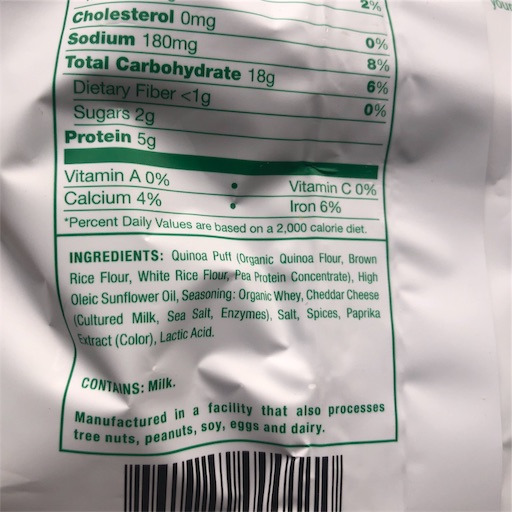 2%
Cholesterol 0mg 0%
Sodium 180mg 8%
Total Carbohydrate 18g 6%
Dietary Fiber <1g 0%
Sugars 2g
Protein 5g
Vitamin A 0% • Vitamin C 0%
Calcium 4% • Iron 6%
*Percent Daily Values are based on a 2,000 calorie diet.
INGREDIENTS: Quinoa Puff (Organic Quinoa Flour, Brown
Rice Flour, White Rice Flour, Pea Protein Concentrate), High
Oleic Sunflower Oil, Seasoning: Organic Whey, Cheddar Cheese
(Cultured Milk, Sea Salt, Enzymes), Salt, Spices, Paprika
Extract (Color), Lactic Acid.
CONTAINS: Milk.
Manufactured in a facility that also processes
tree nuts, peanuts, soy, eggs and dairy.